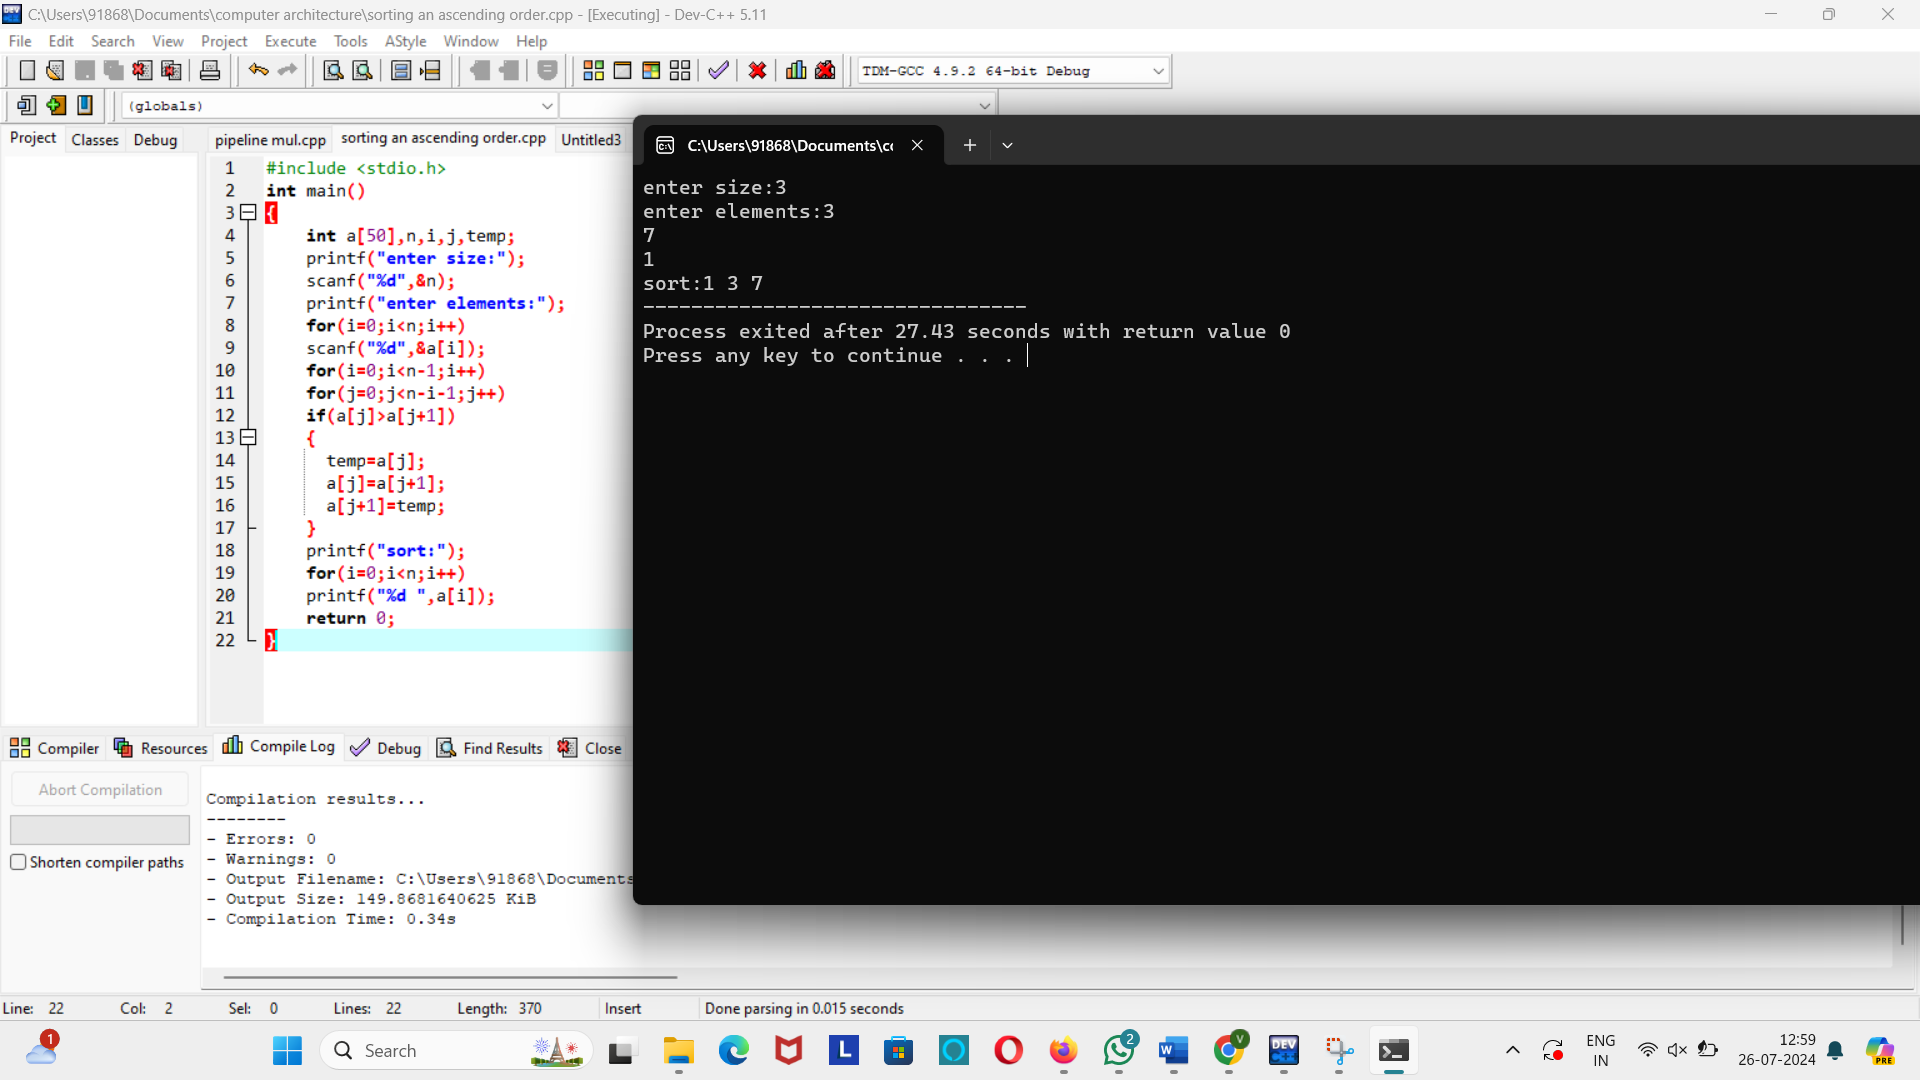 C:\Users\91868\Documents\computer architecture\sorting an ascending order.cpp - [Executing] - Dev-C++ 5.11
File Edit Search View Project Execute Tools AStyle Window Help
TDM-GCC 4.9.2 64-bit Debug
(globals)
Project Classes Debug
pipeline mul.cpp sorting an ascending order.cpp Untitled3
1 #include <stdio.h>
2 int main()
3 {
4 int a[50],n,i,j,temp;
5 printf("enter size:");
6 scanf("%d",&n);
7 printf("enter elements:");
8 for(i=0;i<n;i++)
9 scanf("%d",&a[i]);
10 for(i=0;i<n-1;i++)
11 for(j=0;j<n-i-1;j++)
12 if(a[j]>a[j+1])
13 {
14 temp=a[j];
15 a[j]=a[j+1];
16 a[j+1]=temp;
17 }
18 printf("sort:");
19 for(i=0;i<n;i++)
20 printf("%d ",a[i]);
21 return 0;
22 }
C:\Users\91868\Documents\cc
enter size:3
enter elements:3
7
1
sort:1 3 7
--------------------------------
Process exited after 27.43 seconds with return value 0
Press any key to continue . . .
Compiler Resources Compile Log Debug Find Results Close
Abort Compilation
Shorten compiler paths
Compilation results...
--------
- Errors: 0
- Warnings: 0
- Output Filename: C:\Users\91868\Documents
- Output Size: 149.8681640625 KiB
- Compilation Time: 0.34s
Line: 22 Col: 2 Sel: 0 Lines: 22 Length: 370 Insert Done parsing in 0.015 seconds
1
Search
L
2
W
V
DEV
ENG
IN
12:59
26-07-2024
PRE